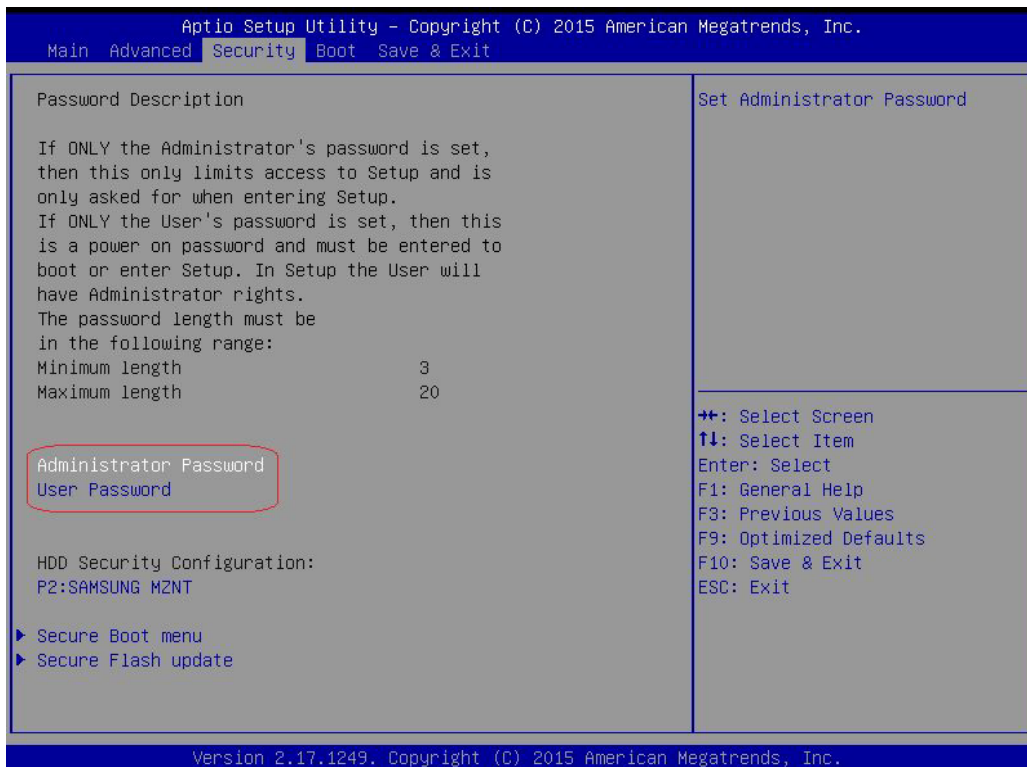 Aptio Setup Utility – Copyright (C) 2015 American Megatrends, Inc.
Main Advanced Security Boot Save & Exit
Password Description
If ONLY the Administrator's password is set,
then this only limits access to Setup and is
only asked for when entering Setup.
If ONLY the User's password is set, then this
is a power on password and must be entered to
boot or enter Setup. In Setup the User will
have Administrator rights.
The password length must be
in the following range:
Minimum length 3
Maximum length 20
Administrator Password
User Password
HDD Security Configuration:
P2:SAMSUNG MZNT
Secure Boot menu
Secure Flash update
Set Administrator Password
→←: Select Screen
↑↓: Select Item
Enter: Select
F1: General Help
F3: Previous Values
F9: Optimized Defaults
F10: Save & Exit
ESC: Exit
Version 2.17.1249. Copyright (C) 2015 American Megatrends, Inc.